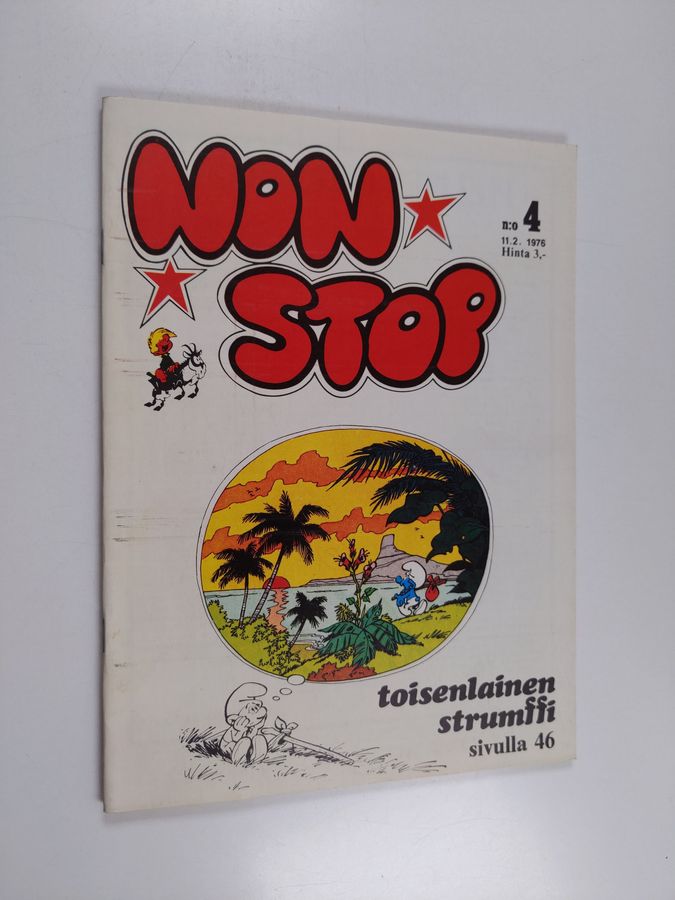 NON
STOP
n:o 4
11.2. 1976
Hinta 3,-
toisenlainen
strumffi
sivulla 46